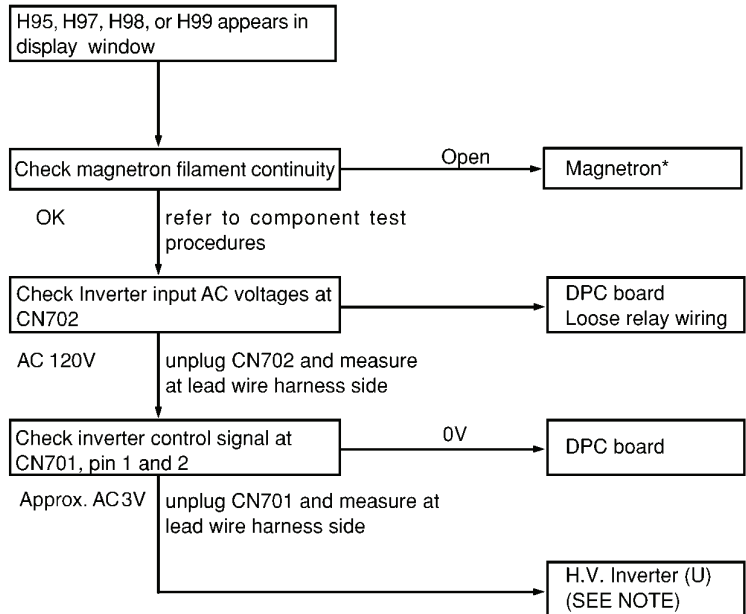 H95, H97, H98, or H99 appears in
display window
Check magnetron filament continuity
Open
Magnetron*
OK
refer to component test
procedures
Check Inverter input AC voltages at
CN702
DPC board
Loose relay wiring
AC 120V
unplug CN702 and measure
at lead wire harness side
Check inverter control signal at
CN701, pin 1 and 2
0V
DPC board
Approx. AC3V
unplug CN701 and measure at
lead wire harness side
H.V. Inverter (U)
(SEE NOTE)